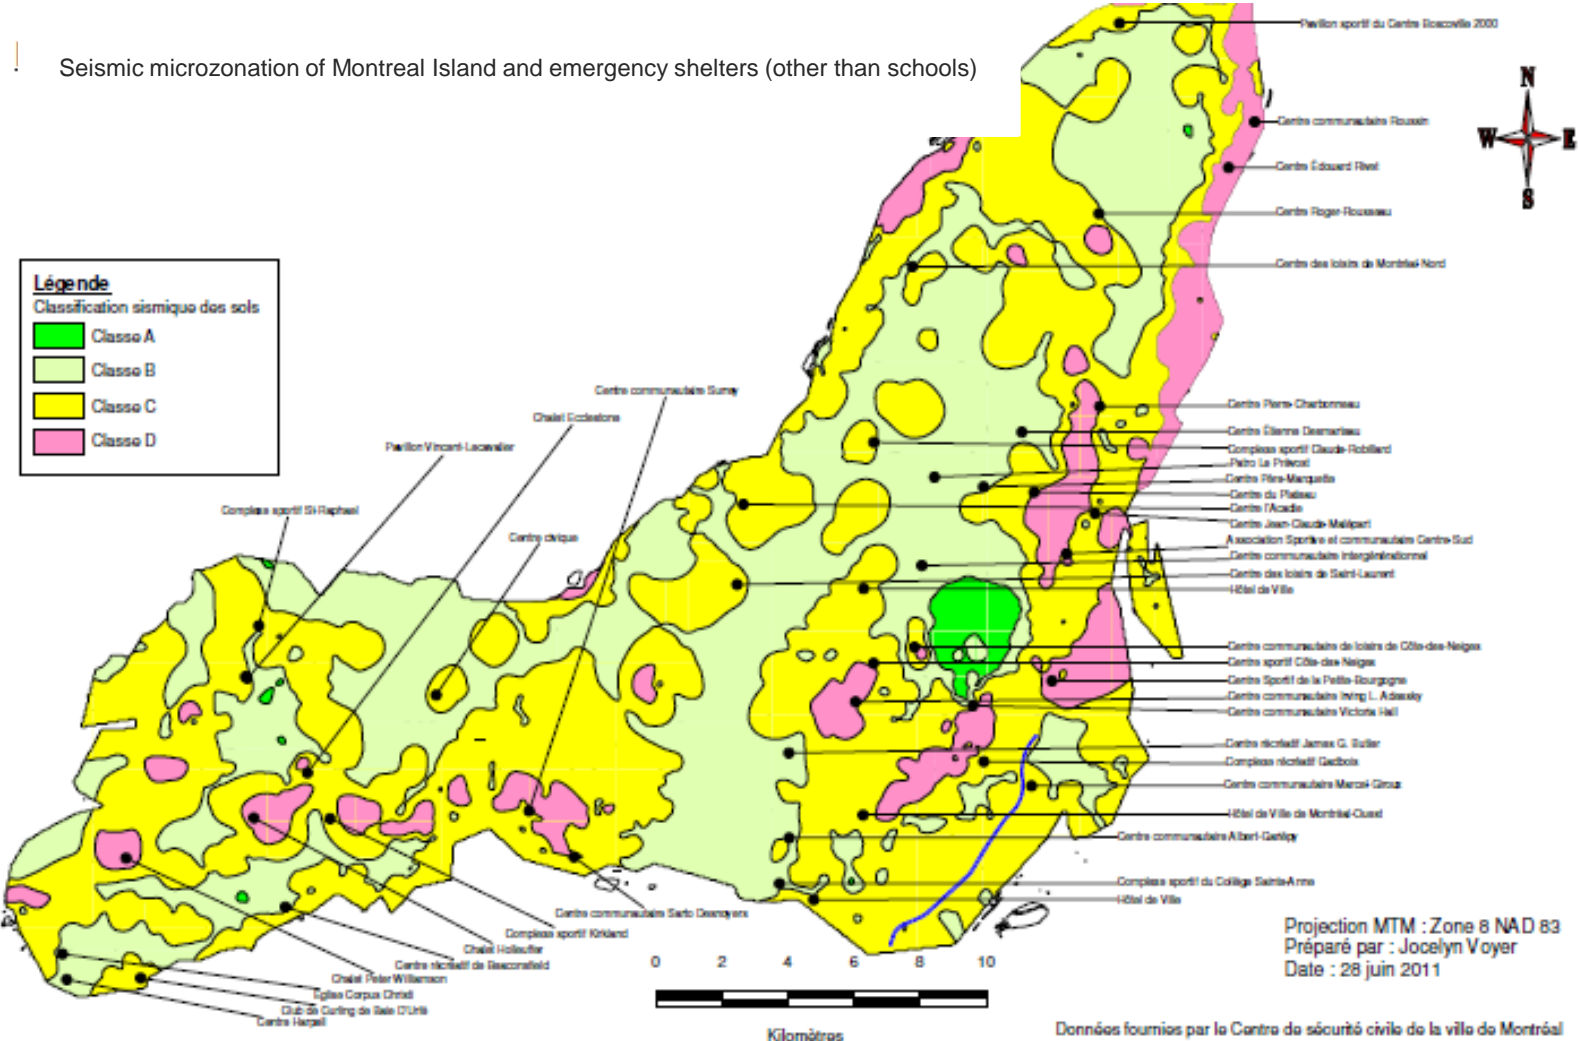 Seismic microzonation of Montreal Island and emergency shelters (other than schools)
Pavillon sportif du Centre Boscoville 2000
N
W E
S
Centre communautaire Roussin
Centre Édouard Rivet
Centre Roger-Rousseau
Centre des loisirs de Montréal-Nord
Légende
Classification sismique des sols
Classe A
Classe B
Classe C
Classe D
Centre communautaire Surrey
Chalet Ecclestone
Pavillon Vincent-Lecavalier
Complexe sportif St-Raphael
Centre civique
Centre Pierre-Charbonneau
Centre Étienne Desmarteau
Complexe sportif Claude-Robillard
Patro Le Prévost
Centre Père-Marquette
Centre du Plateau
Centre l'Acadie
Centre Jean-Claude-Malépart
Association Sportive et communautaire Centre-Sud
Centre communautaire intergénérationnel
Centre des loisirs de Saint-Laurent
Hôtel de Ville
Centre communautaire de loisirs de Côte-des-Neiges
Centre sportif Côte-des-Neiges
Centre Sportif de la Petite-Bourgogne
Centre communautaire Irving L. Adessky
Centre communautaire Victoria Hall
Centre récréatif James G. Butler
Complexe récréatif Gadbois
Centre communautaire Marcel-Giroux
Hôtel de Ville de Montréal-Ouest
Centre communautaire Albert-Gariépy
Complexe sportif du Collège Sainte-Anne
Hôtel de Ville
Centre communautaire Sarto Desnoyers
Complexe sportif Kirkland
Chalet Holleuffer
Centre récréatif de Beaconsfield
Chalet Peter Williamson
Eglise Corpus Christi
Club de Curling de Baie D'Urfé
Centre Harpell
0 2 4 6 8 10
Kilomètres
Projection MTM : Zone 8 NAD 83
Préparé par : Jocelyn Voyer
Date : 28 juin 2011
Données fournies par le Centre de sécurité civile de la ville de Montréal